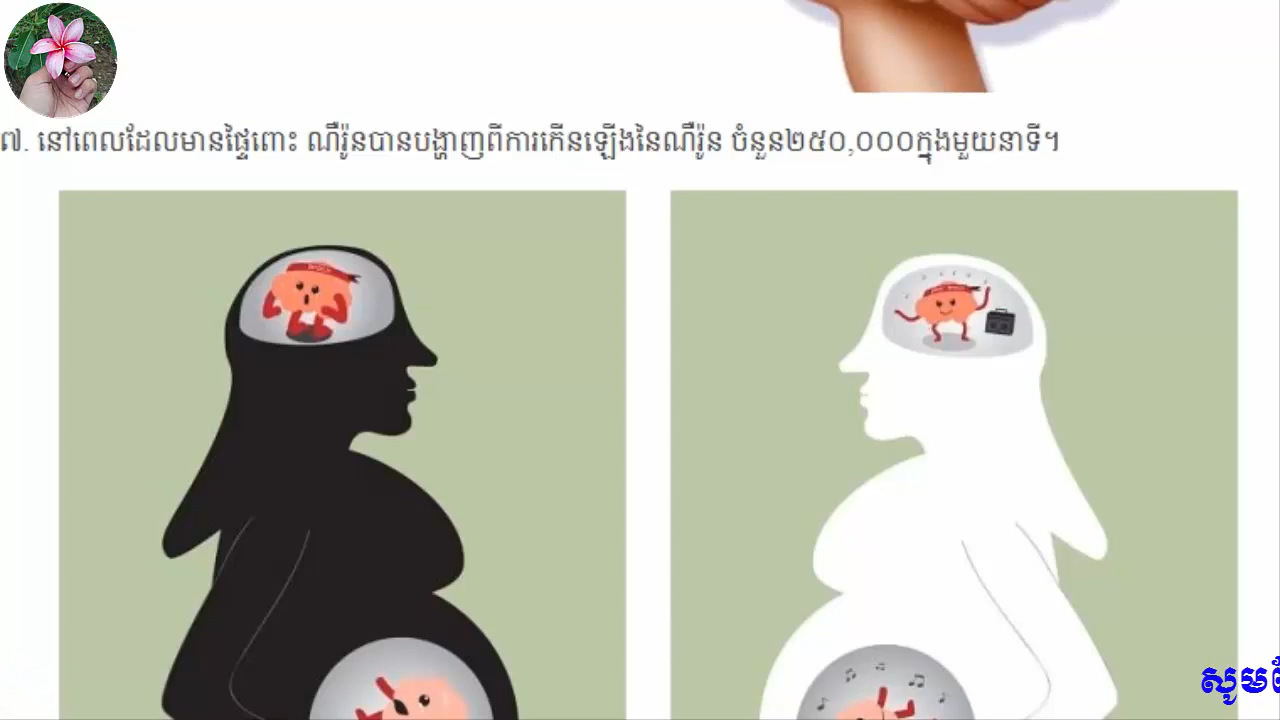 ៧. នៅពេលដែលមានផ្ទៃពោះ ណឺរ៉ូនបានបង្ហាញពីការកើនឡើងនៃណឺរ៉ូន ចំនួន២៥០,០០០ក្នុងមួយនាទី។